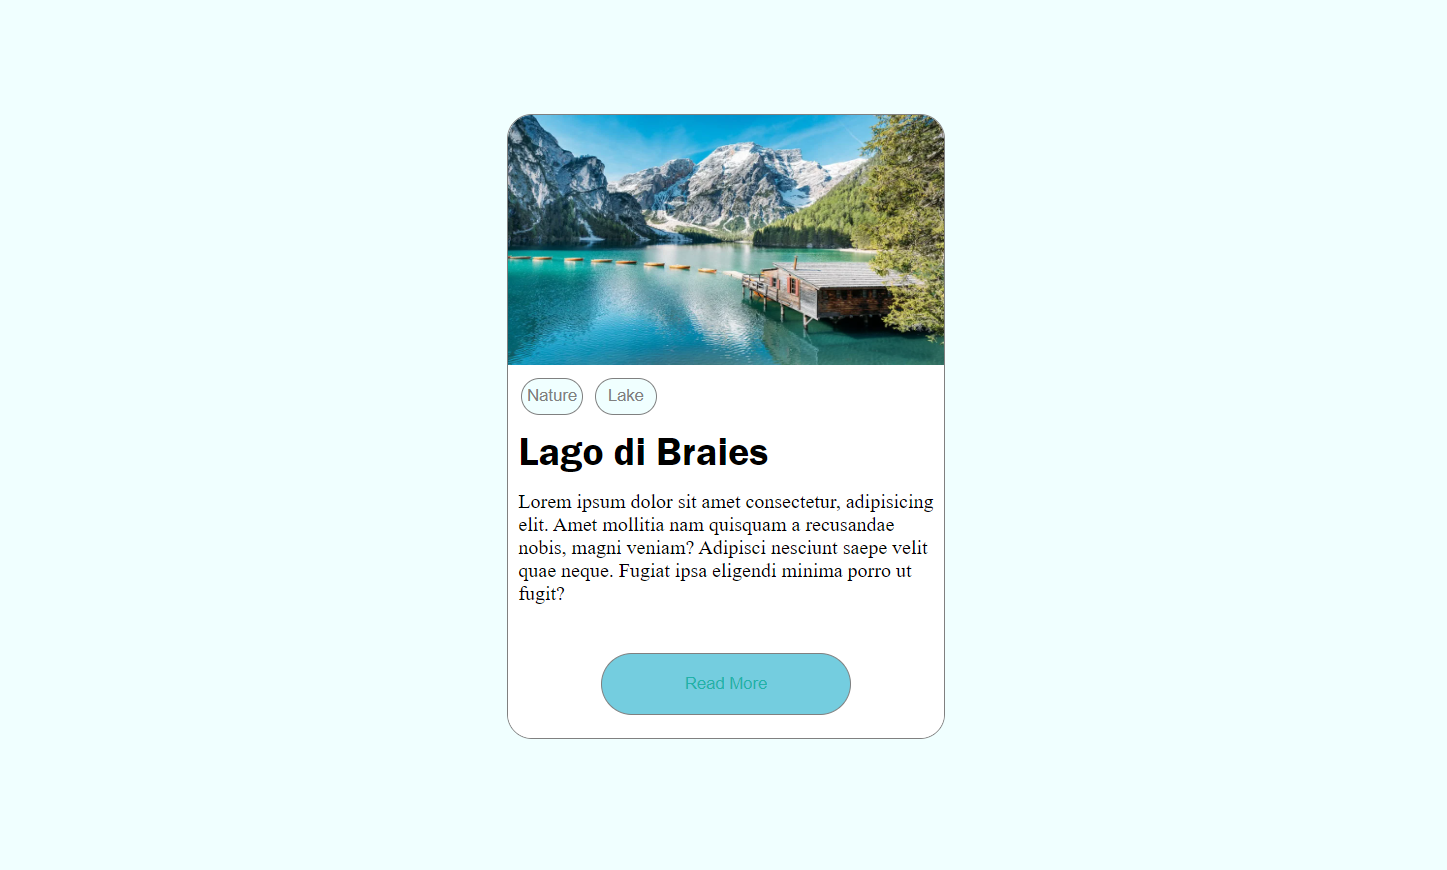 Nature Lake
Lago di Braies
Lorem ipsum dolor sit amet consectetur, adipisicing
elit. Amet mollitia nam quisquam a recusandae
nobis, magni veniam? Adipisci nesciunt saepe velit
quae neque. Fugiat ipsa eligendi minima porro ut
fugit?
Read More